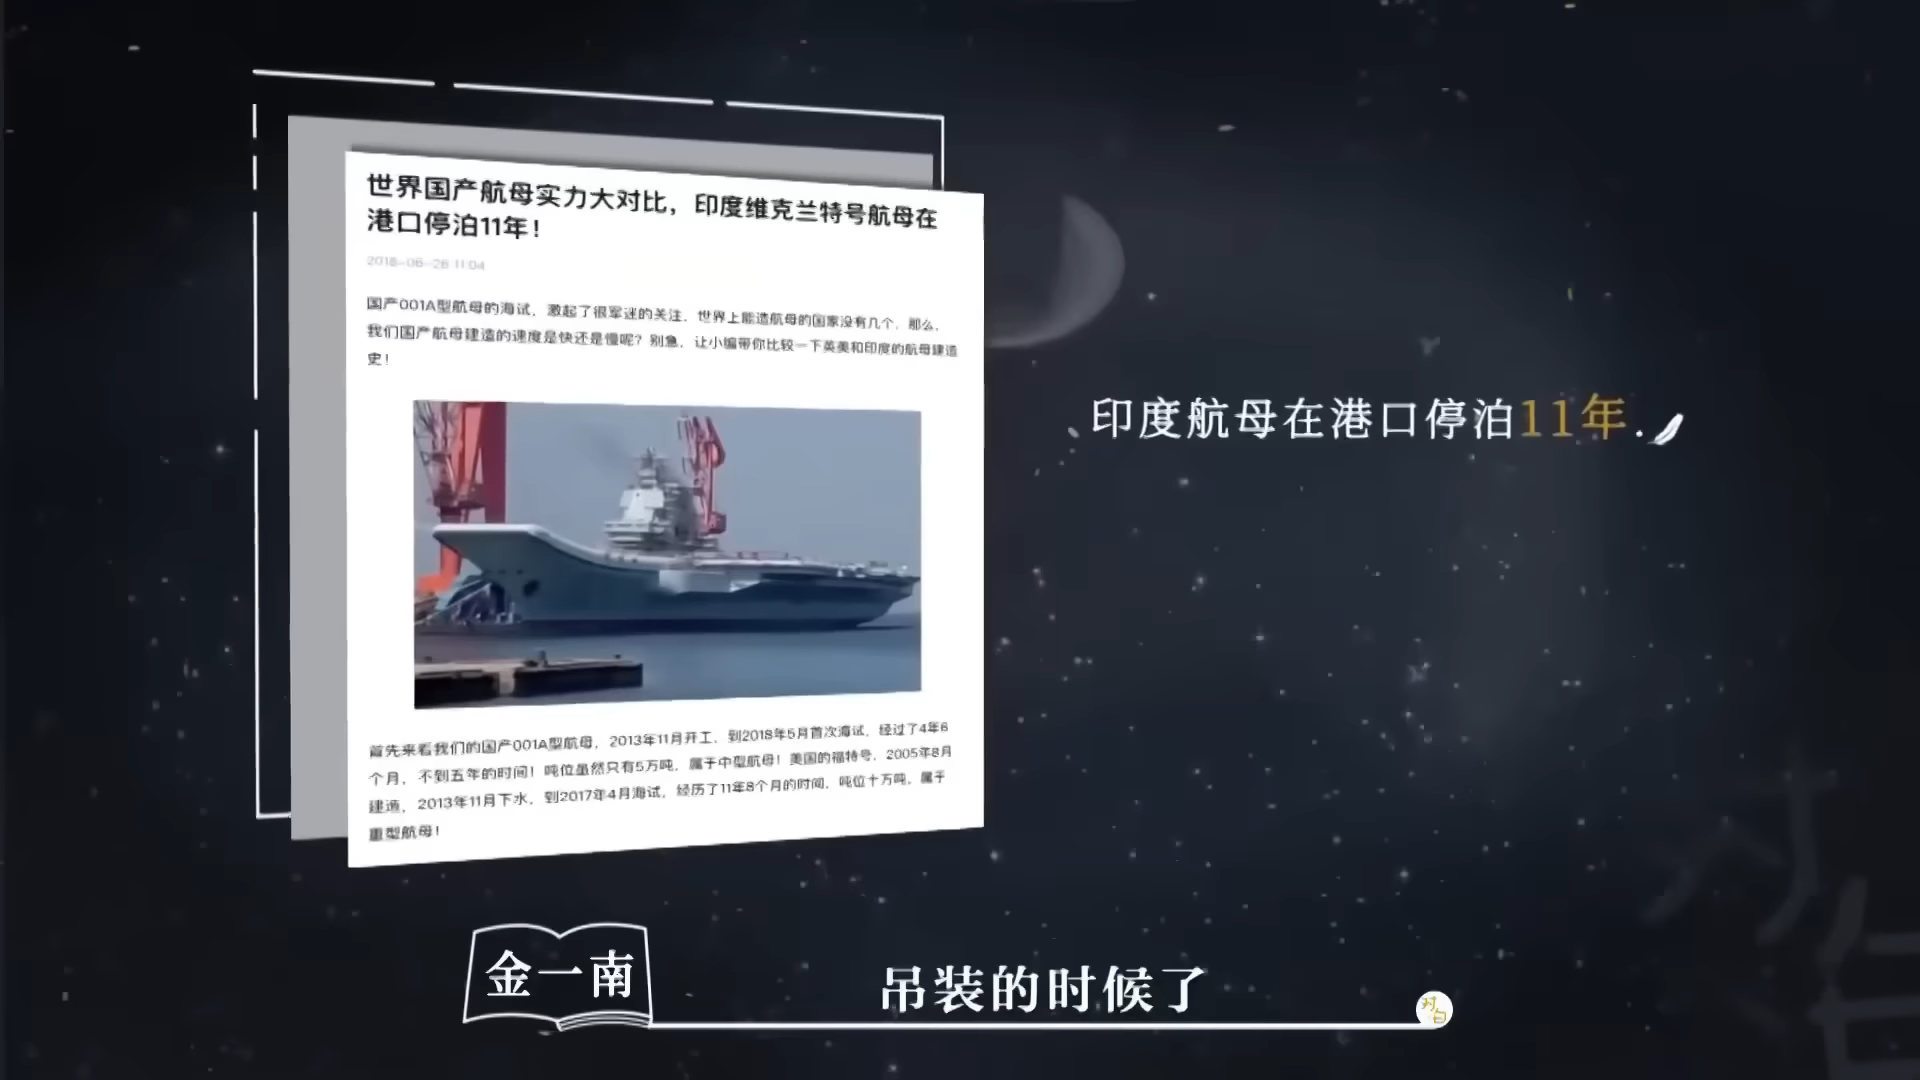 世界国产航母实力大对比，印度维克兰特号航母在
港口停泊11年！
2018-06-26 11:04
国产001A型航母的海试，激起了很军迷的关注，世界上能造航母的国家没有几个，那么，
我们国产航母建造的速度是快还是慢呢？别急，让小编带你比较一下英美和印度的航母建造
史！
印度航母在港口停泊11年.
首先来看我们的国产001A型航母，2013年11月开工，到2018年5月首次海试，经过了4年6
个月，不到五年的时间！吨位虽然只有5万吨，属于中型航母！美国的福特号，2005年8月
建造，2013年11月下水，到2017年4月海试，经历了11年8个月的时间，吨位十万吨，属于
重型航母！
金一南
吊装的时候了
对白
对白